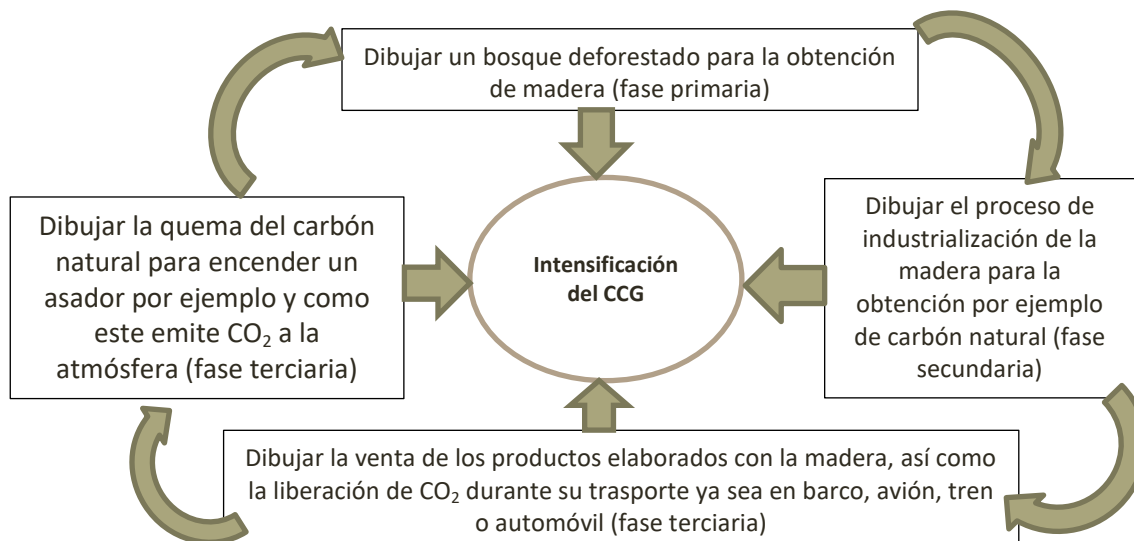 Dibujar un bosque deforestado para la obtención
de madera (fase primaria)
Dibujar la quema del carbón
natural para encender un
asador por ejemplo y como
este emite CO₂ a la
atmósfera (fase terciaria)
Intensificación
del CCG
Dibujar el proceso de
industrialización de la
madera para la
obtención por ejemplo
de carbón natural (fase
secundaria)
Dibujar la venta de los productos elaborados con la madera, así como
la liberación de CO₂ durante su trasporte ya sea en barco, avión, tren
o automóvil (fase terciaria)